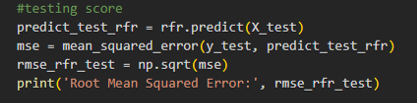 #testing score
predict_test_rfr = rfr.predict(X_test)
mse = mean_squared_error(y_test, predict_test_rfr)
rmse_rfr_test = np.sqrt(mse)
print('Root Mean Squared Error:', rmse_rfr_test)